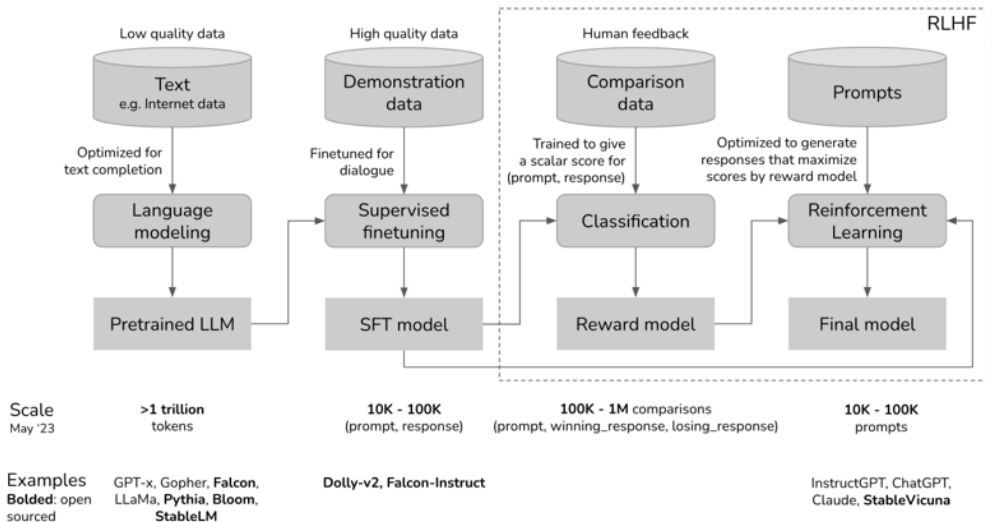 RLHF
Low quality data
High quality data
Human feedback
Text
e.g. Internet data
Demonstration
data
Comparison
data
Prompts
Optimized for
text completion
Finetuned for
dialogue
Trained to give
a scalar score for
(prompt, response)
Optimized to generate
responses that maximize
scores by reward model
Language
modeling
Supervised
finetuning
Classification
Reinforcement
Learning
Pretrained LLM
SFT model
Reward model
Final model
Scale
May '23
>1 trillion
tokens
10K - 100K
(prompt, response)
100K - 1M comparisons
(prompt, winning_response, losing_response)
10K - 100K
prompts
Examples
Bolded: open
sourced
GPT-x, Gopher, Falcon,
LLaMa, Pythia, Bloom,
StableLM
Dolly-v2, Falcon-Instruct
InstructGPT, ChatGPT,
Claude, StableVicuna